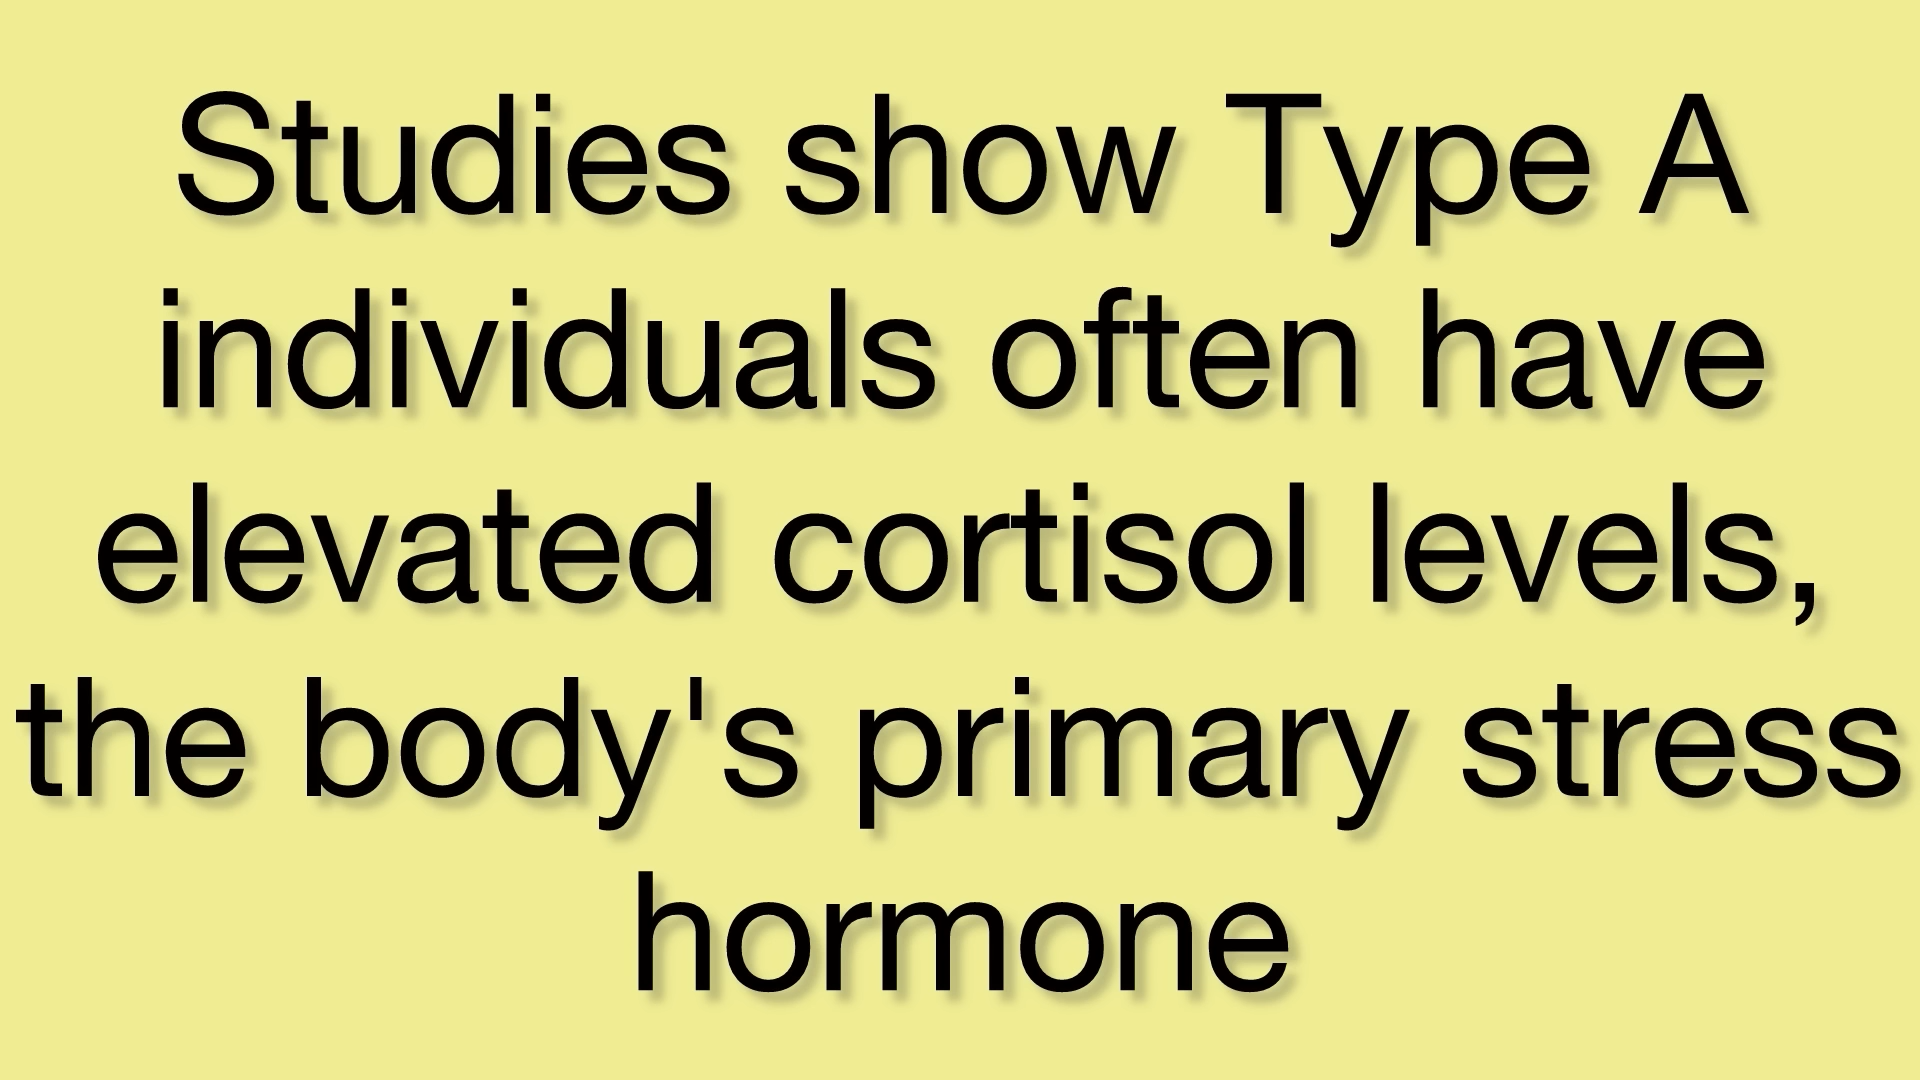 Studies show Type A
individuals often have
elevated cortisol levels,
the body's primary stress
hormone